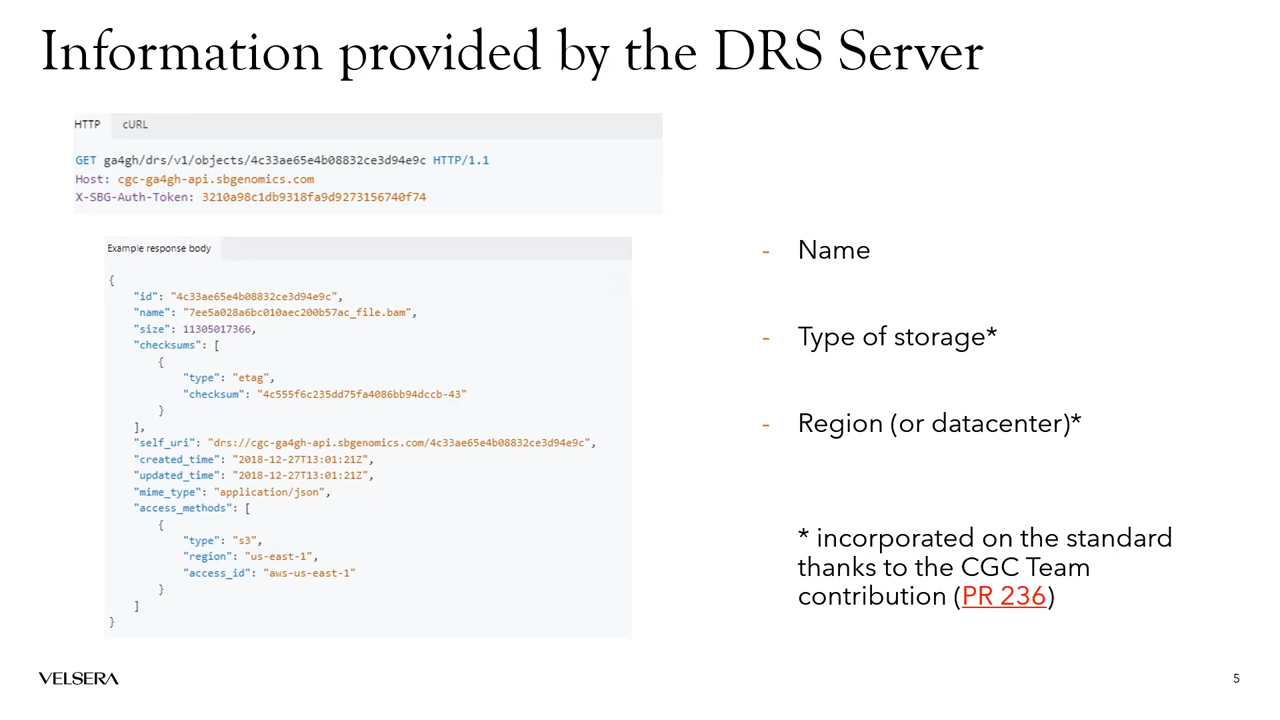 Information provided by the DRS Server
HTTP cURL
GET ga4gh/drs/v1/objects/4c33ae65e4b08832ce3d94e9c HTTP/1.1
Host: cgc-ga4gh-api.sbgenomics.com
X-SBG-Auth-Token: 3210a98c1db9318fa9d9273156740f74
Example response body
{
"id": "4c33ae65e4b08832ce3d94e9c",
"name": "7ee5a028a6bc010aec200b57ac_file.bam",
"size": 11305017366,
"checksums": [
{
"type": "etag",
"checksum": "4c555f6c235dd75fa4086bb94dccb-43"
}
],
"self_uri": "drs://cgc-ga4gh-api.sbgenomics.com/4c33ae65e4b08832ce3d94e9c",
"created_time": "2018-12-27T13:01:21Z",
"updated_time": "2018-12-27T13:01:21Z",
"mime_type": "application/json",
"access_methods": [
{
"type": "s3",
"region": "us-east-1",
"access_id": "aws-us-east-1"
}
]
}
- Name
- Type of storage*
- Region (or datacenter)*
* incorporated on the standard
thanks to the CGC Team
contribution (PR 236)
VELSERA
5